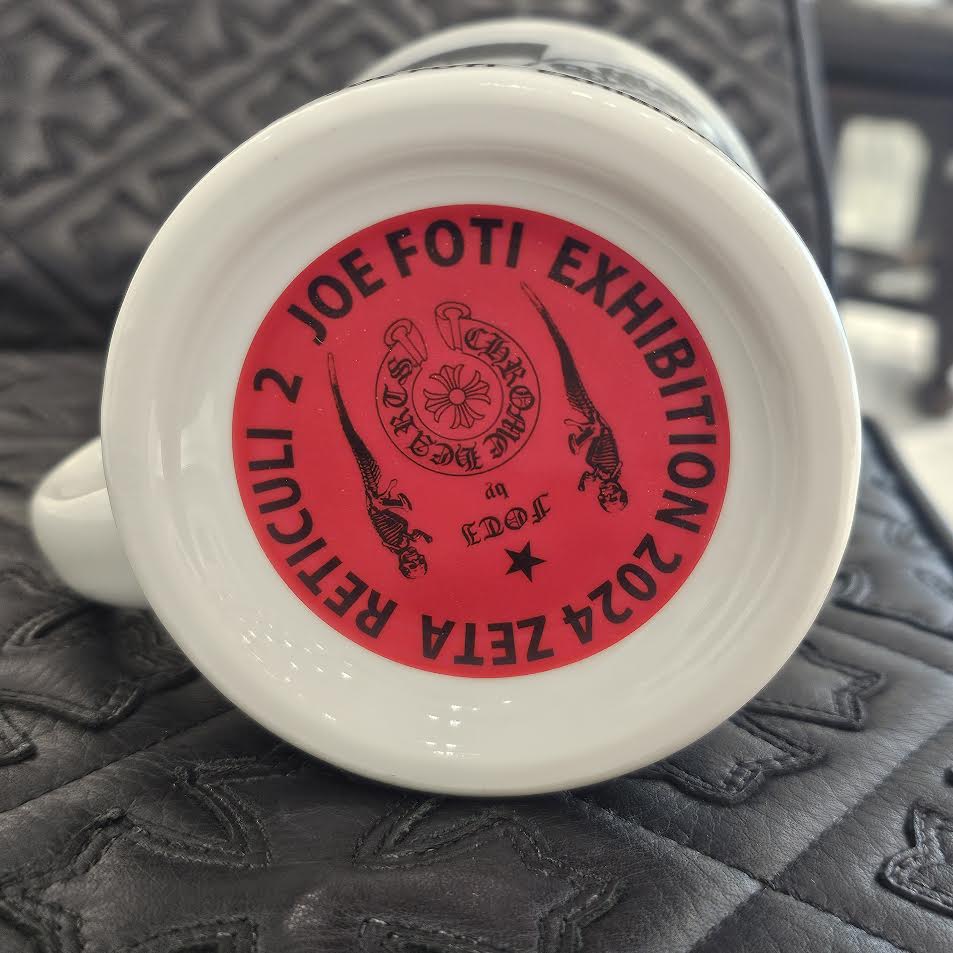 JOE FOTI EXHIBITION 2024 ZETA RETICULI 2
CHROME HEARTS
by
FOTI